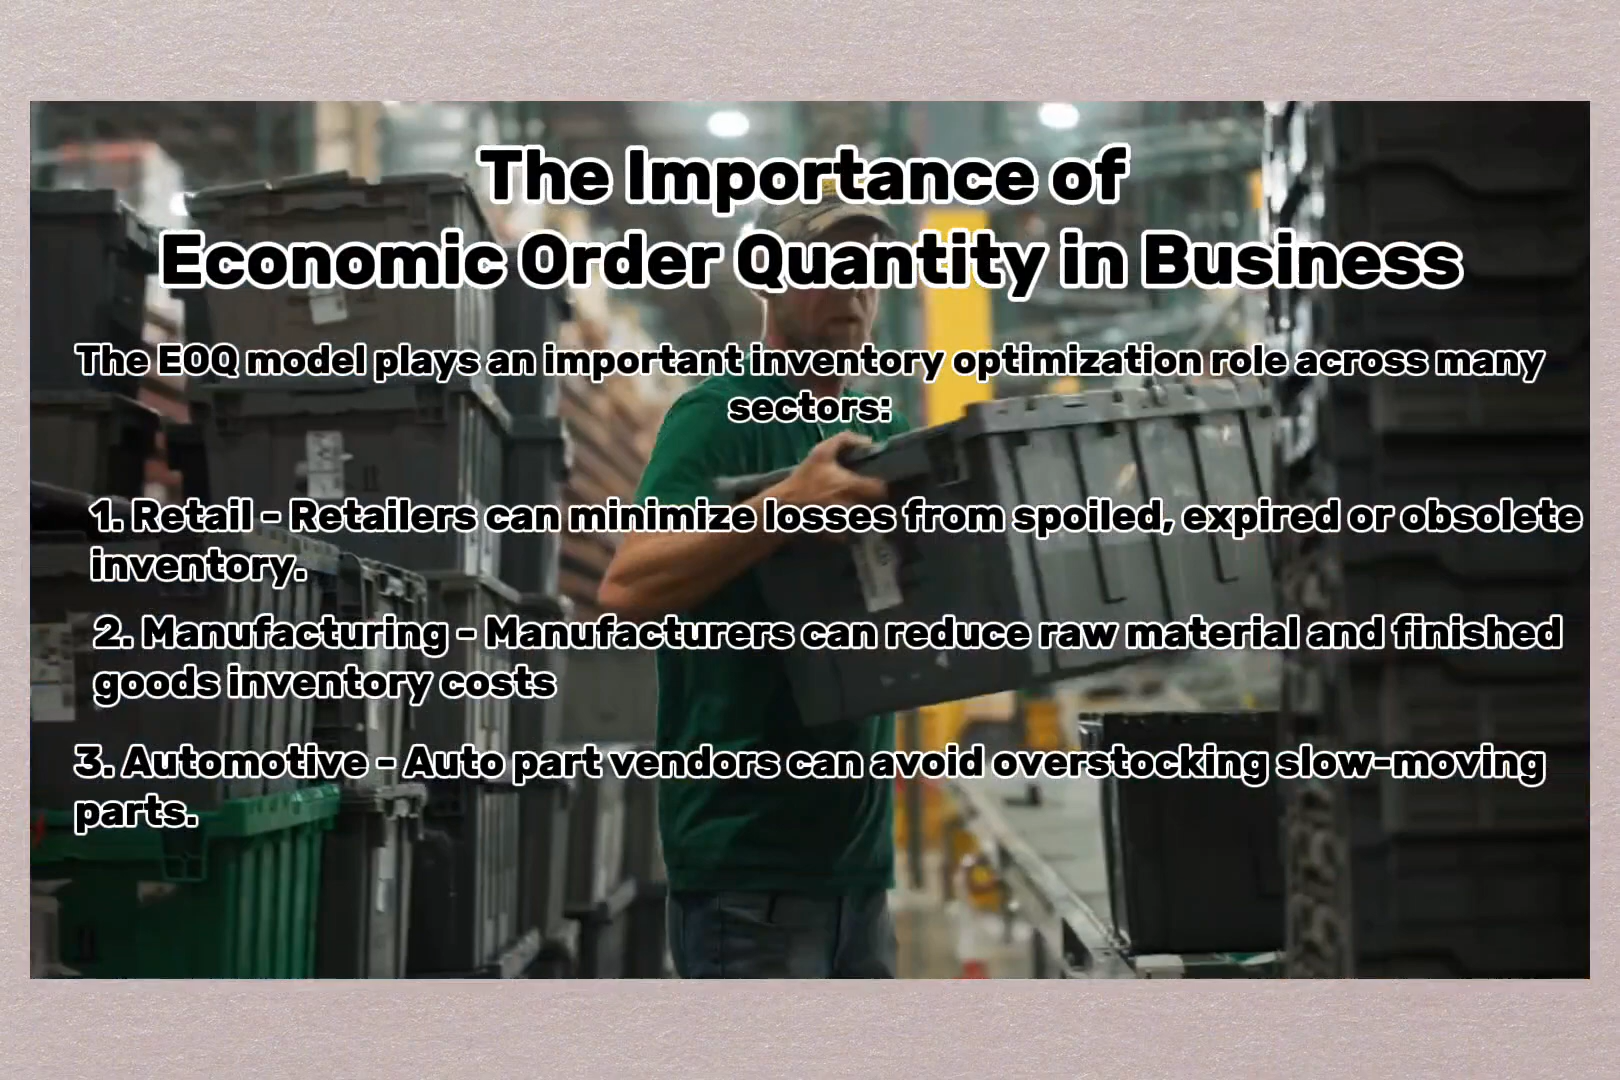 The Importance of
Economic Order Quantity in Business
The EOQ model plays an important inventory optimization role across many
sectors:
1. Retail - Retailers can minimize losses from spoiled, expired or obsolete
inventory.
2. Manufacturing - Manufacturers can reduce raw material and finished
goods inventory costs
3. Automotive - Auto part vendors can avoid overstocking slow-moving
parts.